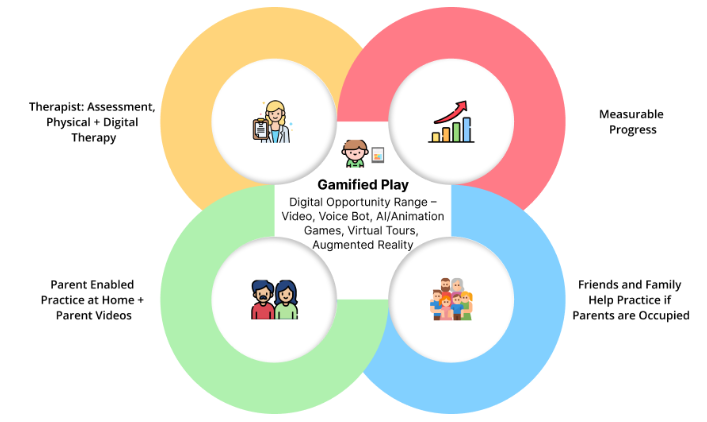 Therapist: Assessment,
Physical + Digital
Therapy
Measurable
Progress
Gamified Play
Digital Opportunity Range –
Video, Voice Bot, AI/Animation
Games, Virtual Tours,
Augmented Reality
Parent Enabled
Practice at Home +
Parent Videos
Friends and Family
Help Practice if
Parents are Occupied